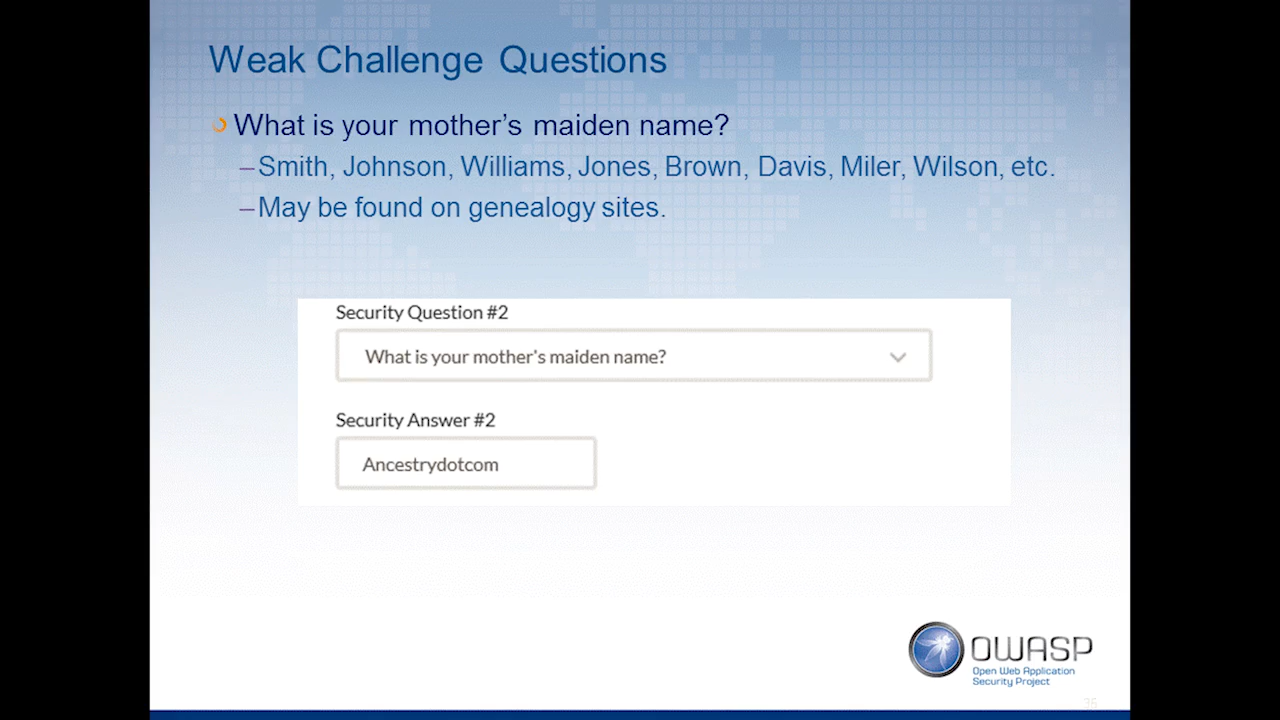 Weak Challenge Questions
What is your mother’s maiden name?
–Smith, Johnson, Williams, Jones, Brown, Davis, Miler, Wilson, etc.
–May be found on genealogy sites.
Security Question #2
What is your mother's maiden name?
Security Answer #2
Ancestrydotcom
OWASP
Open Web Application
Security Project
36